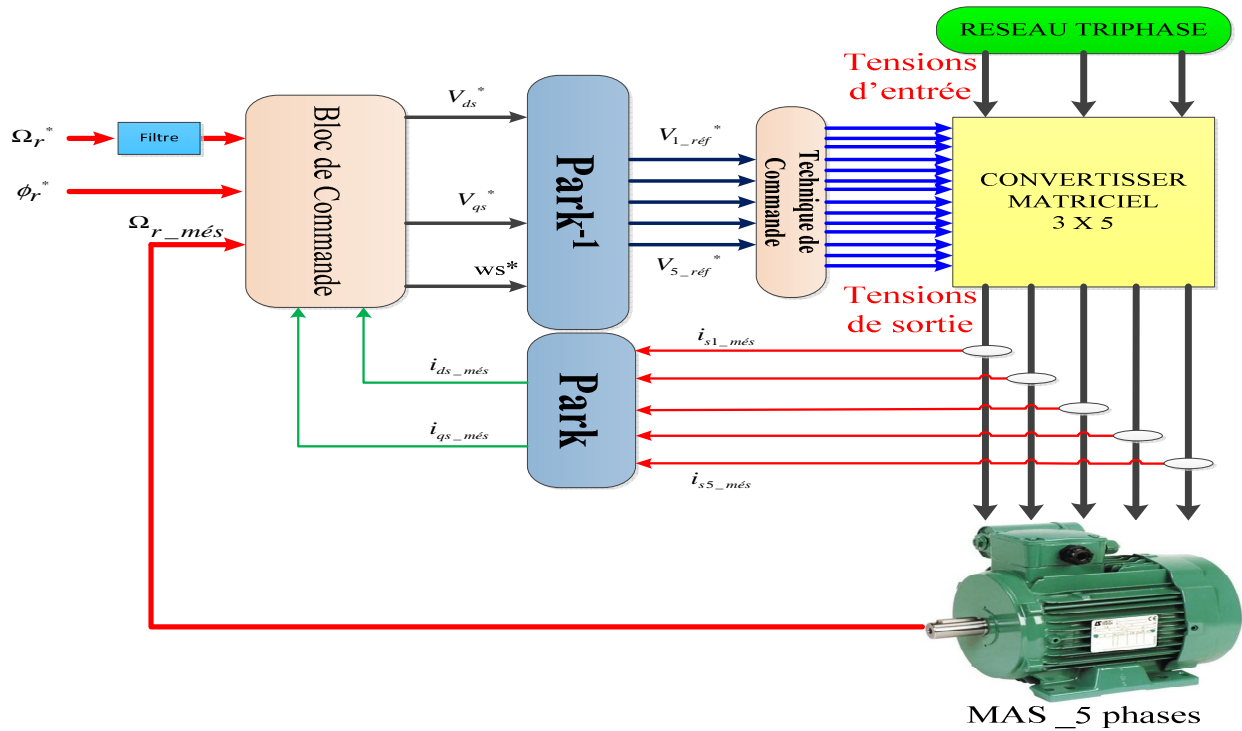 RESEAU TRIPHASE
Tensions
d'entrée
Ωr*
Filtre
ϕr*
Ωr_més
Bloc de Commande
Vds*
Vqs*
ws*
Park-1
V1_réf*
V5_réf*
Technique de
Commande
CONVERTISSER
MATRICIEL
3 X 5
Tensions
de sortie
Park
ids_més
iqs_més
is1_més
is5_més
MAS _5 phases